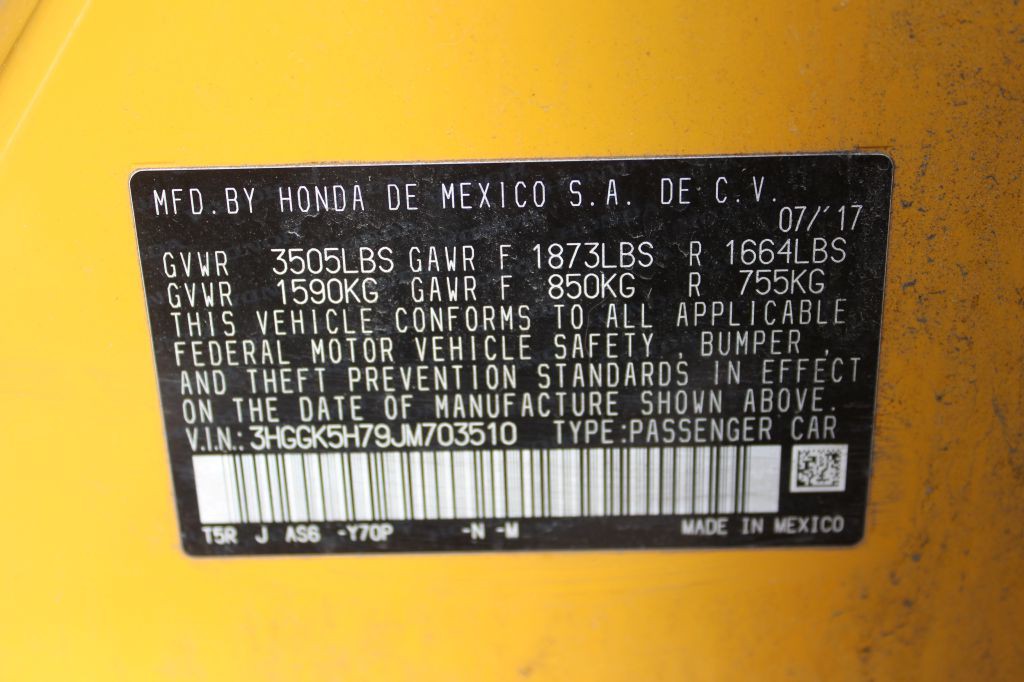 MFD.BY HONDA DE MEXICO S.A. DE C.V.
07/'17
GVWR 3505LBS GAWR F 1873LBS R 1664LBS
GVWR 1590KG GAWR F 850KG R 755KG
THIS VEHICLE CONFORMS TO ALL APPLICABLE
FEDERAL MOTOR VEHICLE SAFETY , BUMPER ,
AND THEFT PREVENTION STANDARDS IN EFFECT
ON THE DATE OF MANUFACTURE SHOWN ABOVE.
V.I.N.: 3HGGK5H79JM703510 TYPE:PASSENGER CAR
T5R J AS6 -Y70P -N -M MADE IN MEXICO